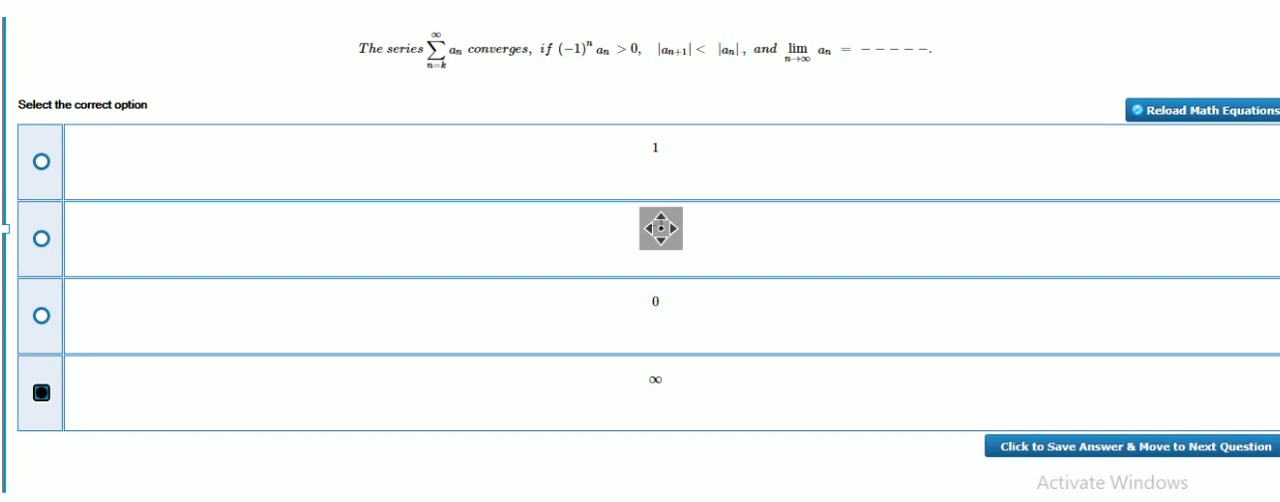 The series ∑_{n=k}^{∞} a_n converges, if (−1)^n a_n > 0, |a_{n+1}| < |a_n|, and lim_{n→∞} a_n = − − − − −.
Select the correct option
Reload Math Equations
1
0
∞
Click to Save Answer & Move to Next Question
Activate Windows